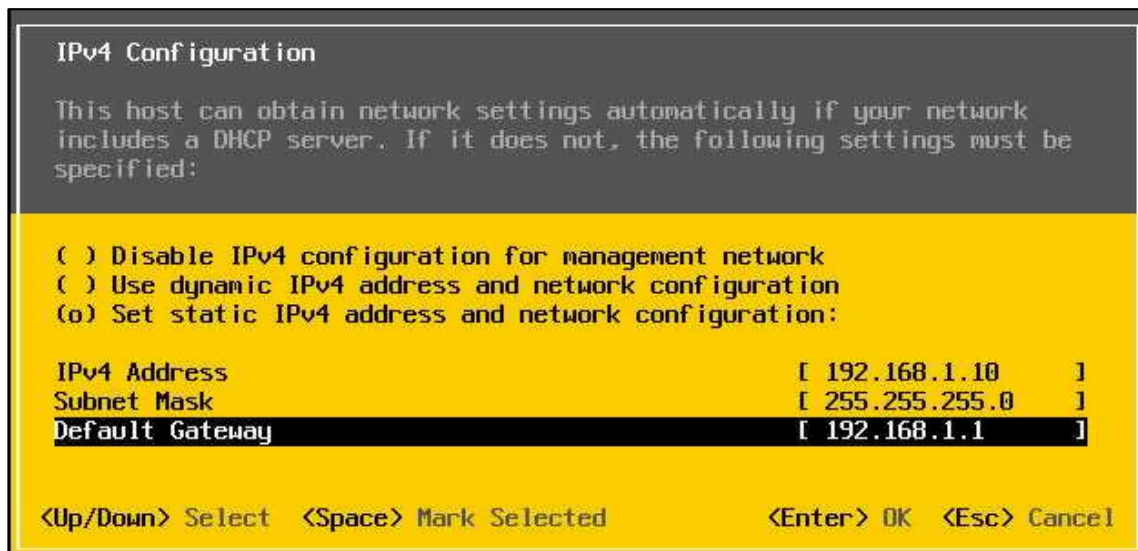 IPv4 Configuration
This host can obtain network settings automatically if your network
includes a DHCP server. If it does not, the following settings must be
specified:
( ) Disable IPv4 configuration for management network
( ) Use dynamic IPv4 address and network configuration
(o) Set static IPv4 address and network configuration:
IPv4 Address [ 192.168.1.10 ]
Subnet Mask [ 255.255.255.0 ]
Default Gateway [ 192.168.1.1 ]
<Up/Down> Select <Space> Mark Selected <Enter> OK <Esc> Cancel